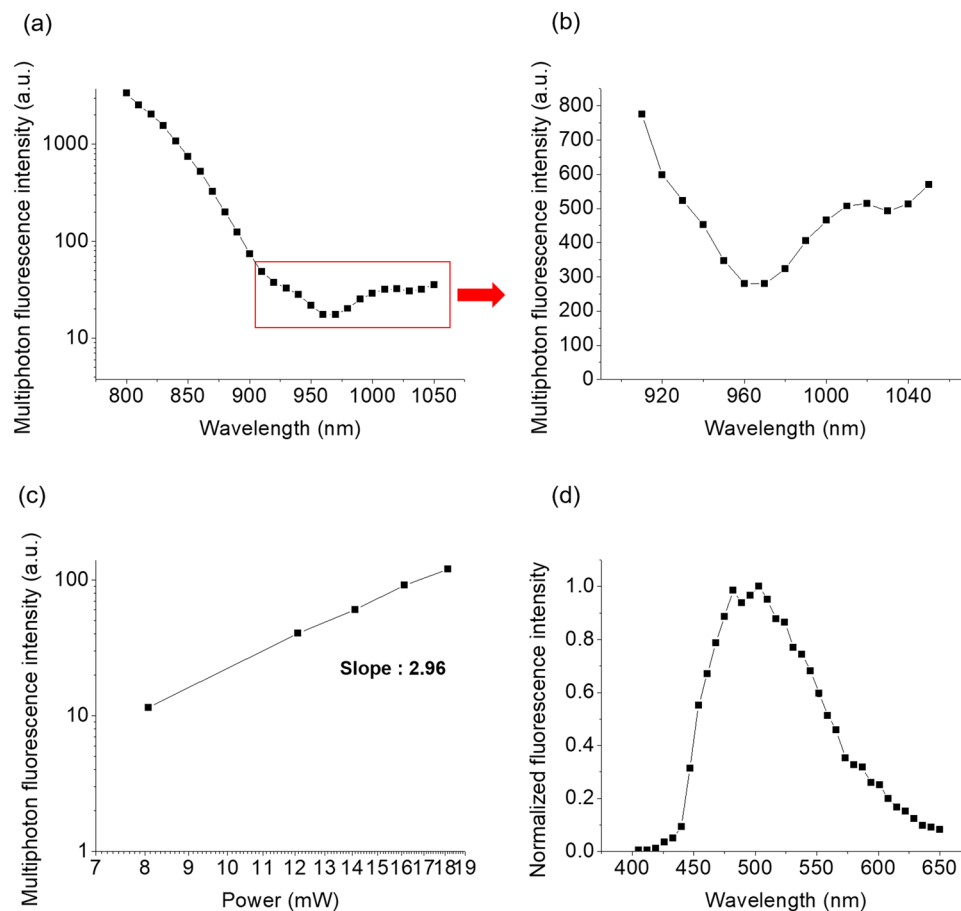 (a)
Multiphoton fluorescence intensity (a.u.)
1000
100
10
800 850 900 950 1000 1050
Wavelength (nm)
(b)
Multiphoton fluorescence intensity (a.u.)
800
700
600
500
400
300
200
100
0
920 960 1000 1040
Wavelength (nm)
(c)
Multiphoton fluorescence intensity (a.u.)
100
10
1
Slope : 2.96
7 8 9 10 11 12 13 14 15 16 17 18 19
Power (mW)
(d)
Normalized fluorescence intensity
1.0
0.8
0.6
0.4
0.2
0.0
400 450 500 550 600 650
Wavelength (nm)